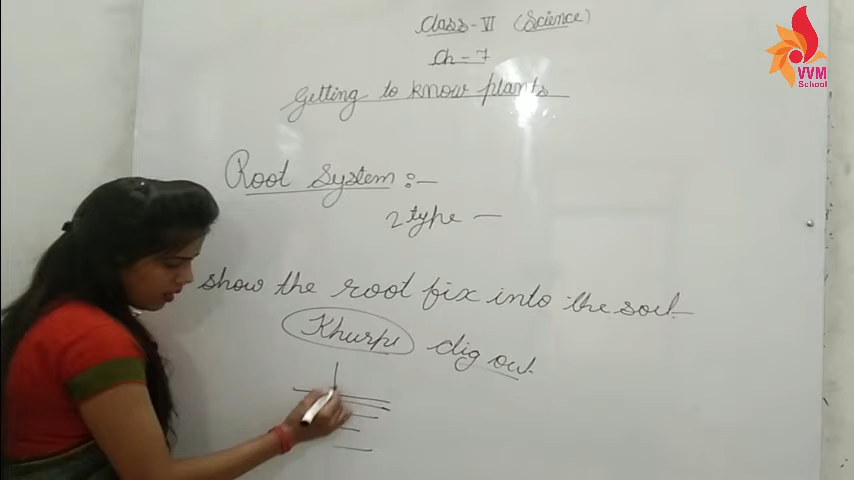 Class - VI (Science)
Ch - 7
Getting to know plants
Root System :-
2 type -
show the root fix into the soil
Khurpi dig out
VVM
School